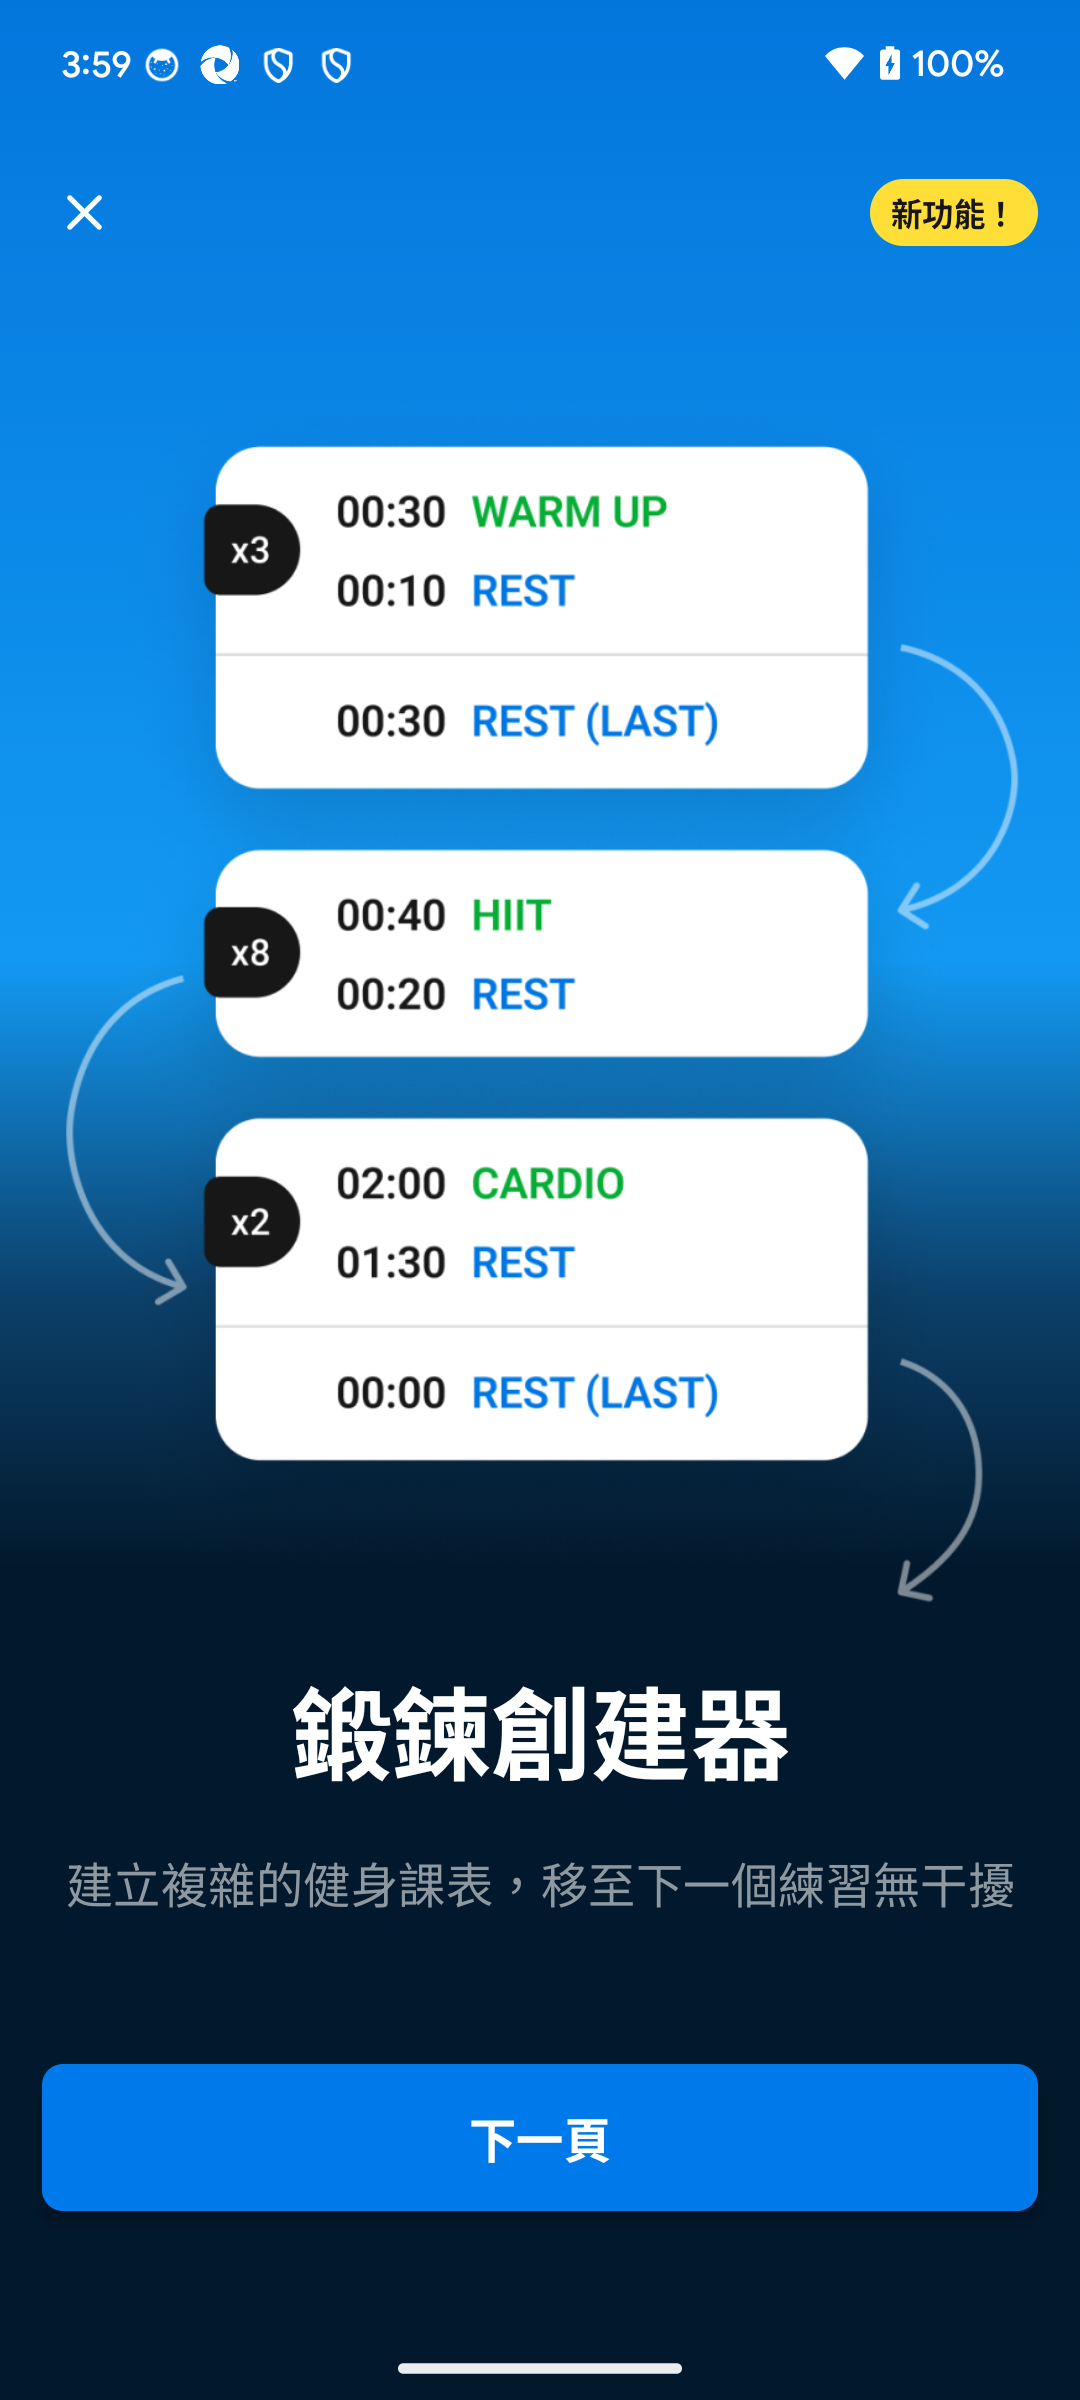 3:59
100%
新功能！
x3
00:30 WARM UP
00:10 REST
00:30 REST (LAST)
x8
00:40 HIIT
00:20 REST
x2
02:00 CARDIO
01:30 REST
00:00 REST (LAST)
鍛鍊創建器
建立複雜的健身課表，移至下一個練習無干擾
下一頁